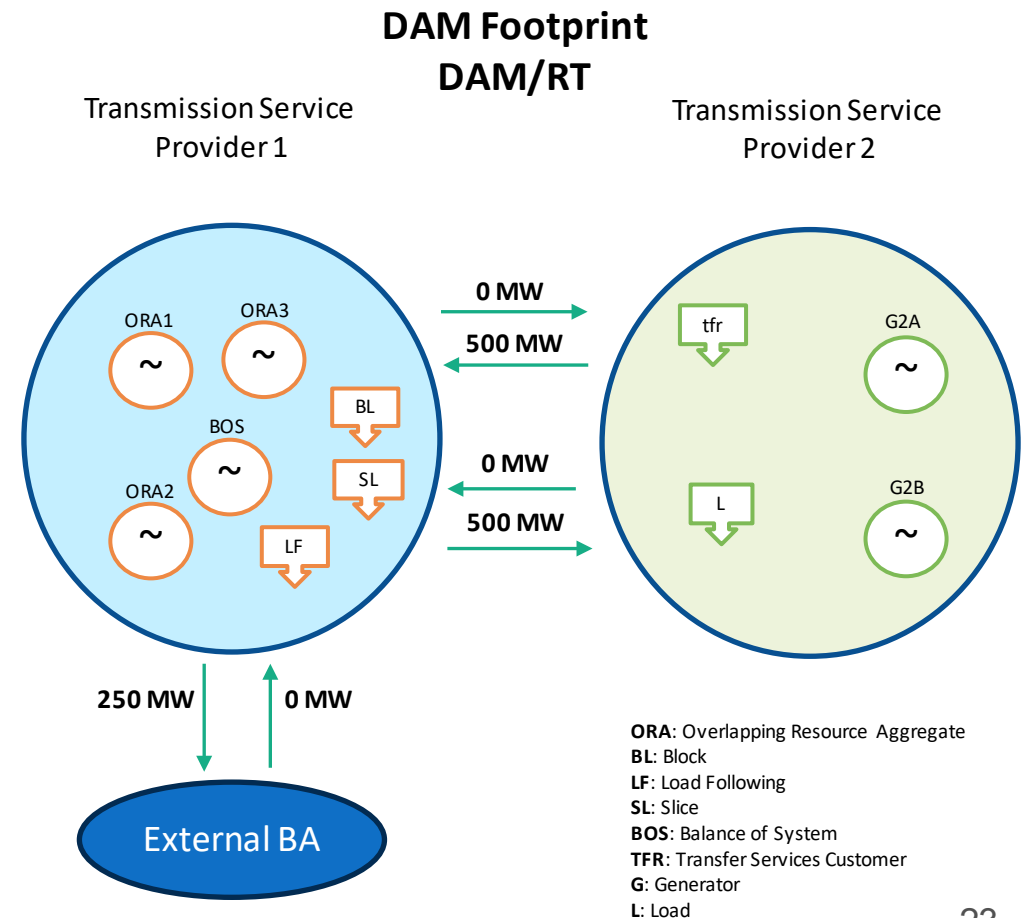 DAM Footprint
DAM/RT
Transmission Service
Provider 1
Transmission Service
Provider 2
ORA1
~
ORA3
~
BOS
~
ORA2
~
BL
SL
LF
0 MW
500 MW
0 MW
500 MW
tfr
L
G2A
~
G2B
~
250 MW
0 MW
External BA
ORA: Overlapping Resource Aggregate
BL: Block
LF: Load Following
SL: Slice
BOS: Balance of System
TFR: Transfer Services Customer
G: Generator
L: Load